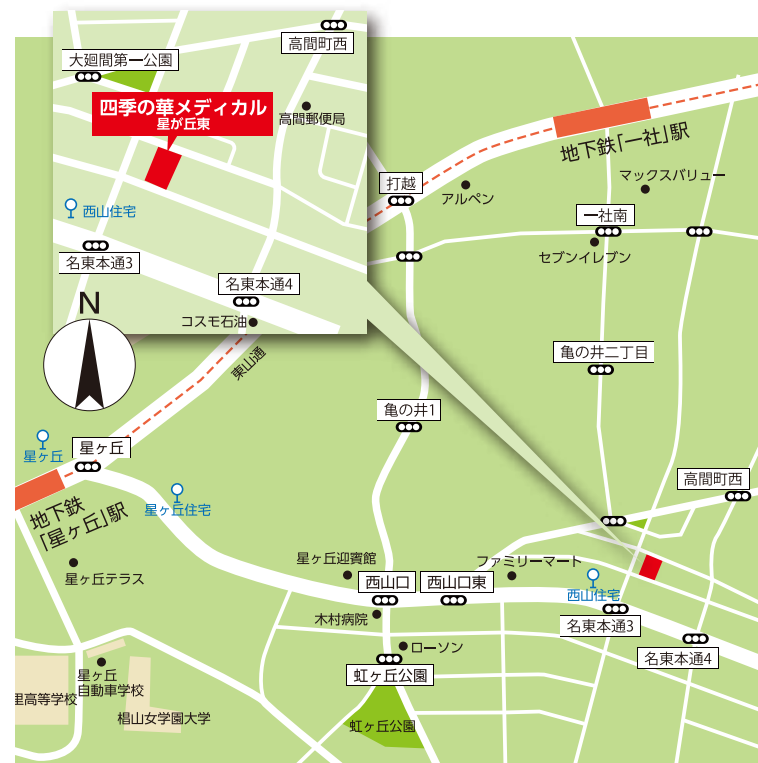 高間町西
大廻間第一公園
四季の華メディカル
星が丘東
高間郵便局
西山住宅
名東本通3
名東本通4
コスモ石油
N
東山通
地下鉄「一社」駅
マックスバリュー
打越
アルペン
一社南
セブンイレブン
亀の井二丁目
亀の井1
星ヶ丘
星ヶ丘
地下鉄
「星ヶ丘」駅
星ヶ丘住宅
高間町西
星ヶ丘テラス
星ヶ丘迎賓館
西山口
西山口東
ファミリーマート
西山住宅
木村病院
名東本通3
ローソン
名東本通4
虹ヶ丘公園
星ヶ丘
自動車学校
里高等学校
椙山女学園大学
虹ヶ丘公園